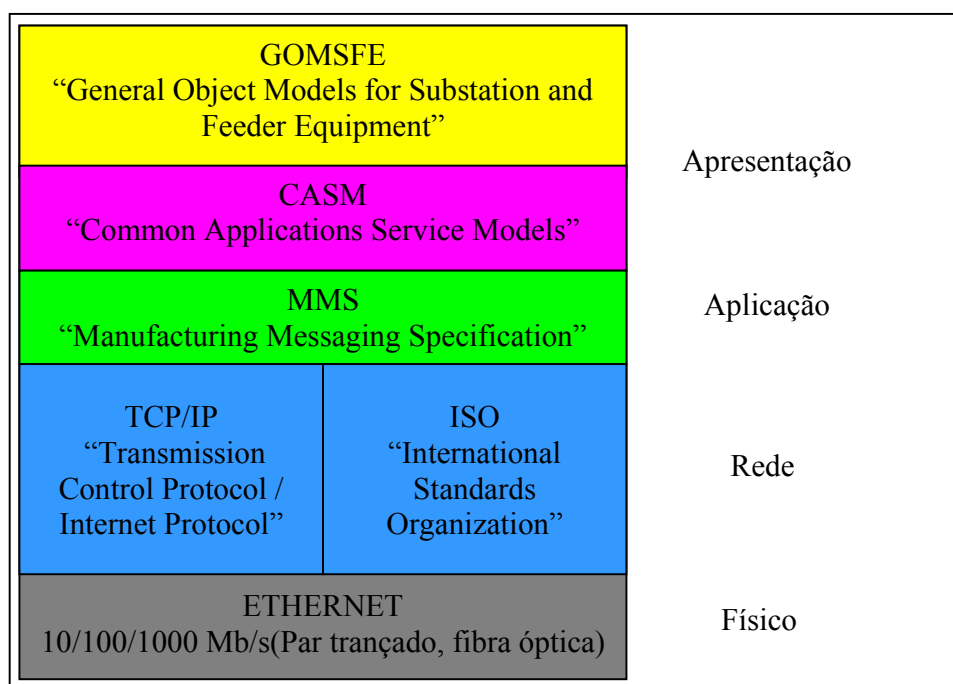 GOMSFE
“General Object Models for Substation and
Feeder Equipment”
Apresentação
CASM
“Common Applications Service Models”
MMS
“Manufacturing Messaging Specification”
Aplicação
TCP/IP
“Transmission
Control Protocol /
Internet Protocol”
ISO
“International
Standards
Organization”
Rede
ETHERNET
10/100/1000 Mb/s(Par trançado, fibra óptica)
Físico